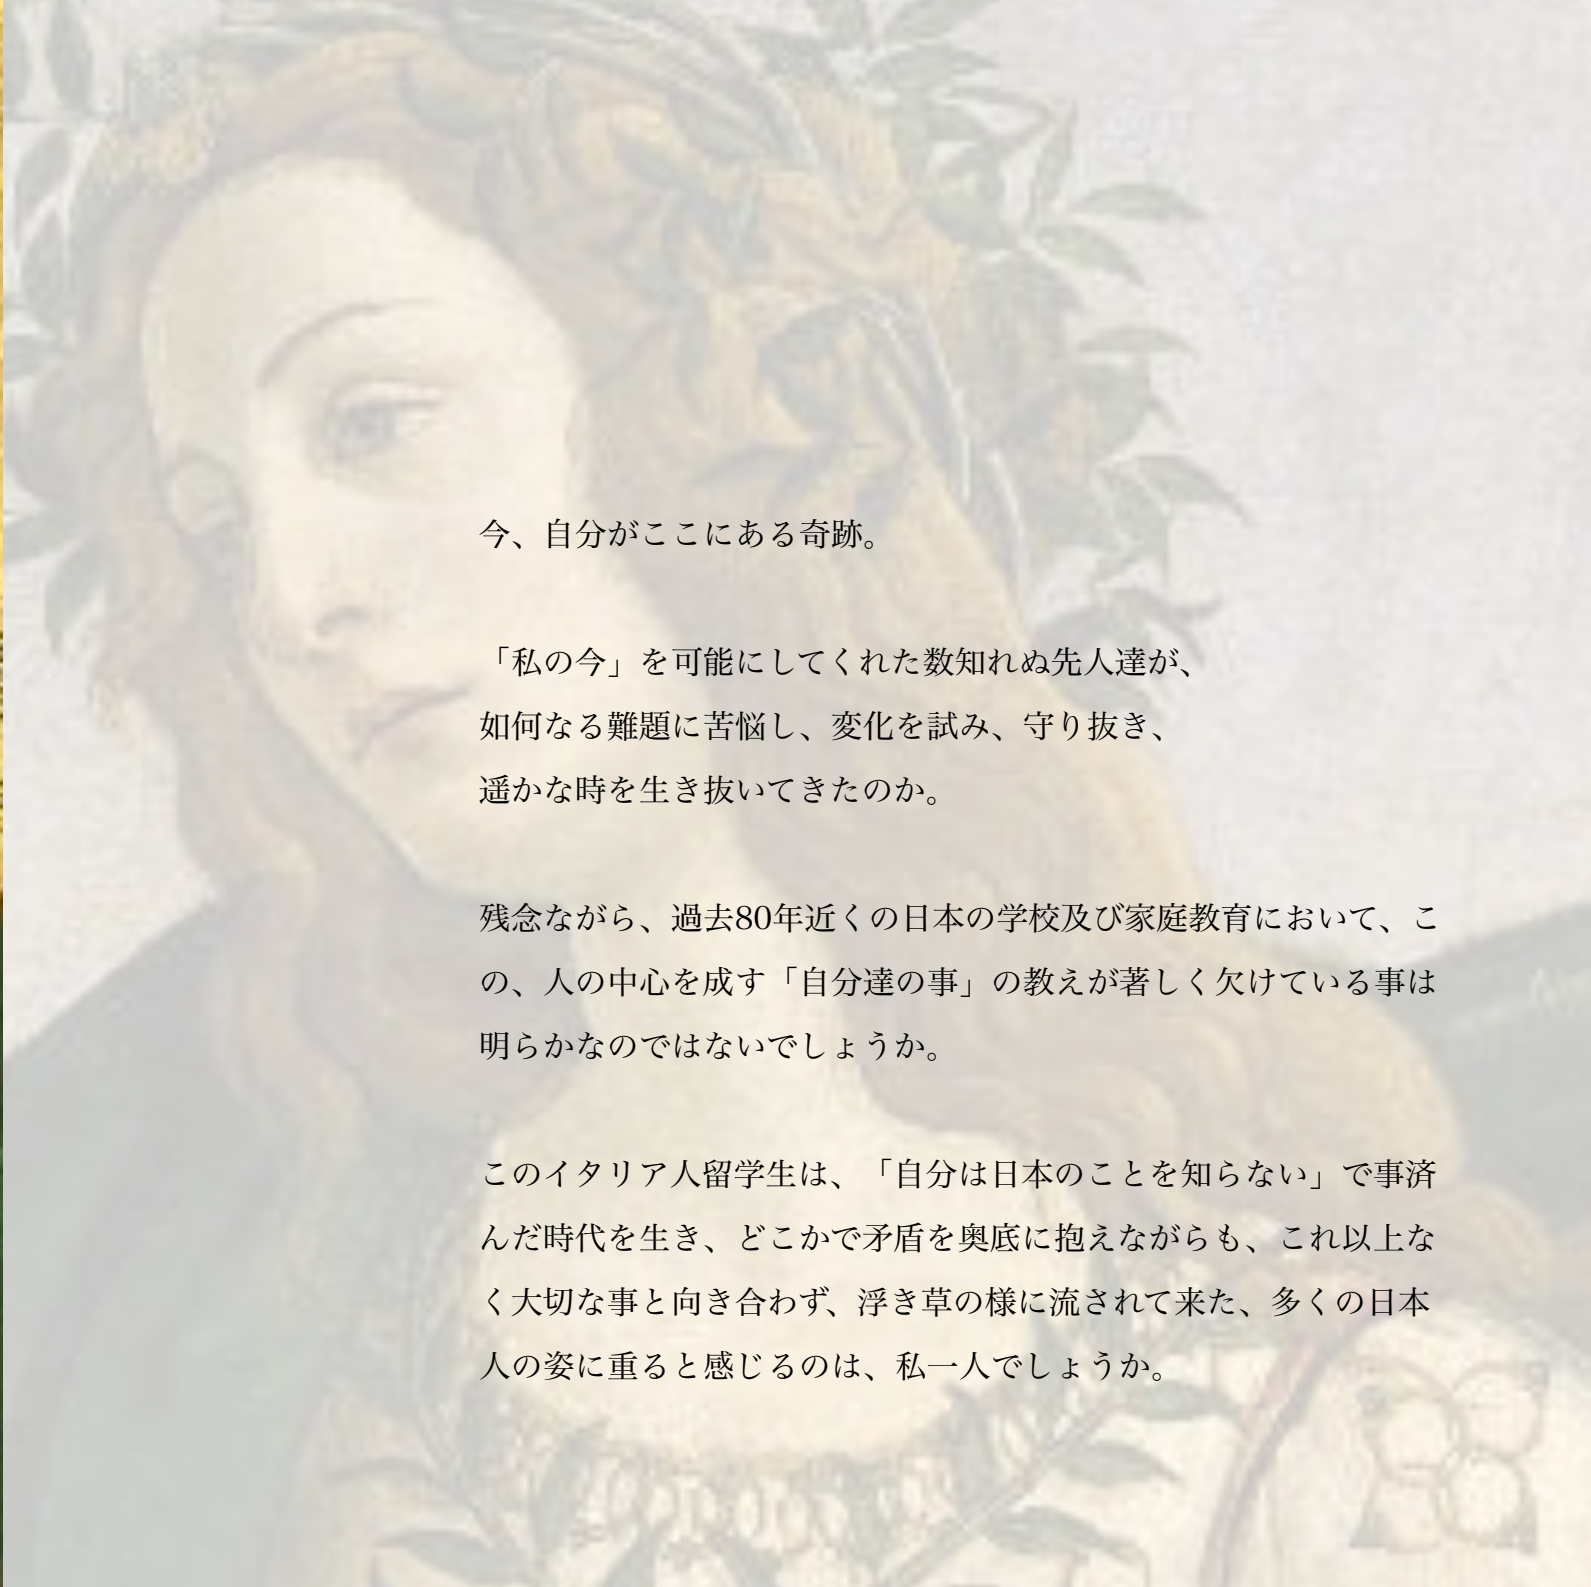 今、自分がここにある奇跡。
「私の今」を可能にしてくれた数知れぬ先人達が、
如何なる難題に苦悩し、変化を試み、守り抜き、
遥かな時を生き抜いてきたのか。
残念ながら、過去80年近くの日本の学校及び家庭教育において、こ
の、人の中心を成す「自分達の事」の教えが著しく欠けている事は
明らかなのではないでしょうか。
このイタリア人留学生は、「自分は日本のことを知らない」で事済
んだ時代を生き、どこかで矛盾を奥底に抱えながらも、これ以上な
く大切な事と向き合わず、浮き草の様に流されて来た、多くの日本
人の姿に重ると感じるのは、私一人でしょうか。